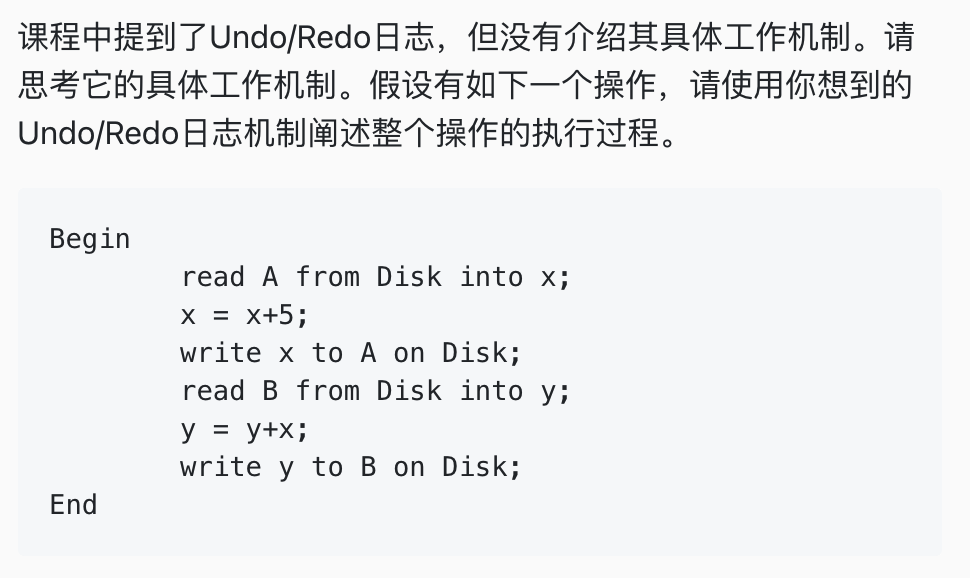 课程中提到了Undo/Redo日志，但没有介绍其具体工作机制。请
思考它的具体工作机制。假设有如下一个操作，请使用你想到的
Undo/Redo日志机制阐述整个操作的执行过程。
Begin
        read A from Disk into x;
        x = x+5;
        write x to A on Disk;
        read B from Disk into y;
        y = y+x;
        write y to B on Disk;
End